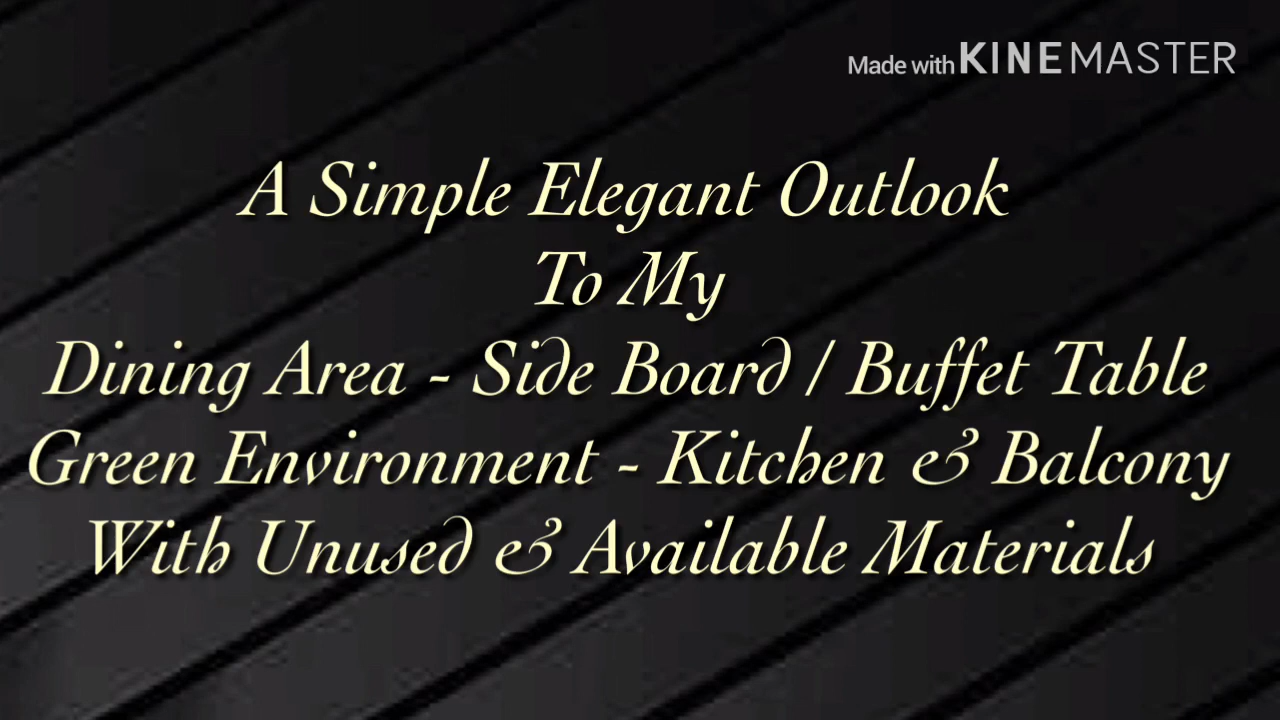 Made with KINEMASTER
A Simple Elegant Outlook
To My
Dining Area - Side Board / Buffet Table
Green Environment - Kitchen & Balcony
With Unused & Available Materials